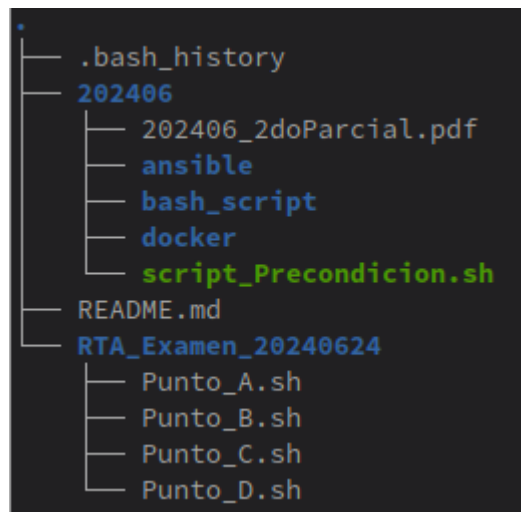 .
├── .bash_history
├── 202406
│   ├── 202406_2doParcial.pdf
│   ├── ansible
│   ├── bash_script
│   ├── docker
│   └── script_Precondicion.sh
├── README.md
└── RTA_Examen_20240624
    ├── Punto_A.sh
    ├── Punto_B.sh
    ├── Punto_C.sh
    └── Punto_D.sh